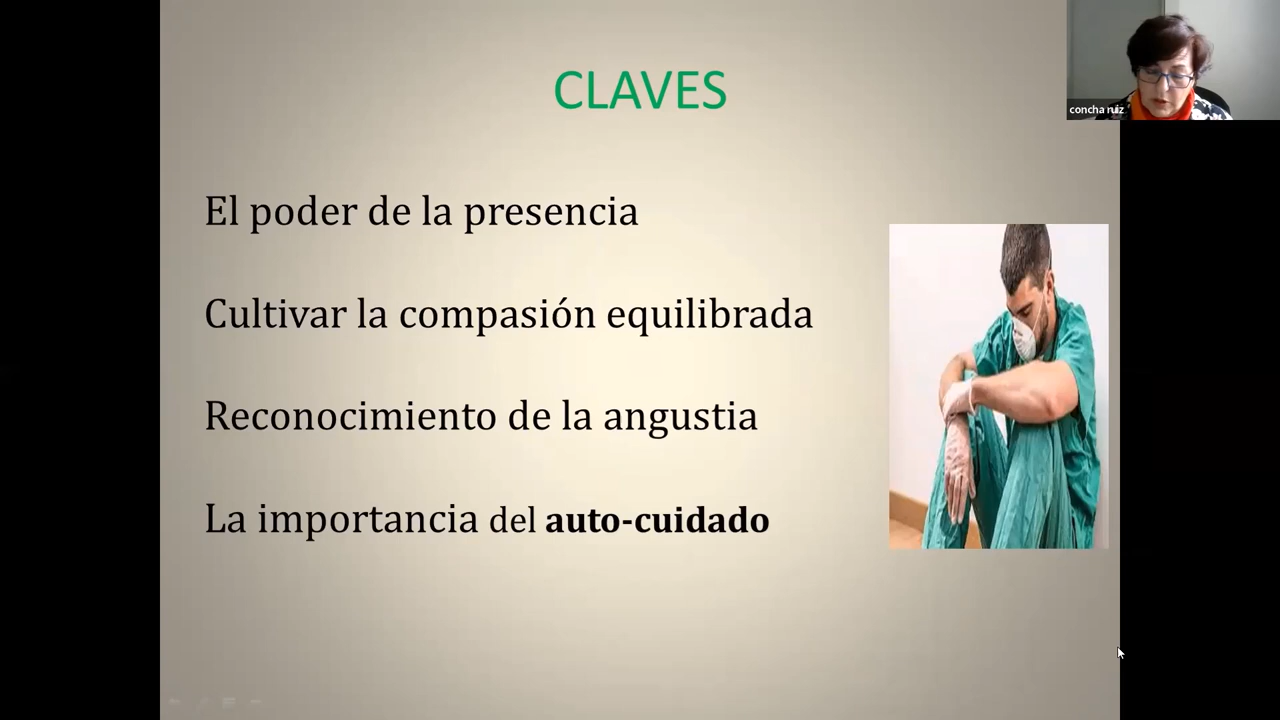 CLAVES
concha ruiz
El poder de la presencia
Cultivar la compasión equilibrada
Reconocimiento de la angustia
La importancia del auto-cuidado